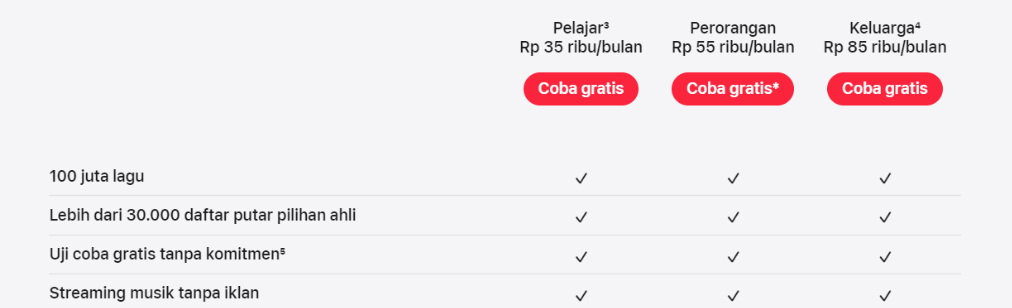 Pelajar³ Perorangan Keluarga⁴
Rp 35 ribu/bulan Rp 55 ribu/bulan Rp 85 ribu/bulan
Coba gratis Coba gratis* Coba gratis
100 juta lagu ✓ ✓ ✓
Lebih dari 30.000 daftar putar pilihan ahli ✓ ✓ ✓
Uji coba gratis tanpa komitmen⁵ ✓ ✓ ✓
Streaming musik tanpa iklan ✓ ✓ ✓